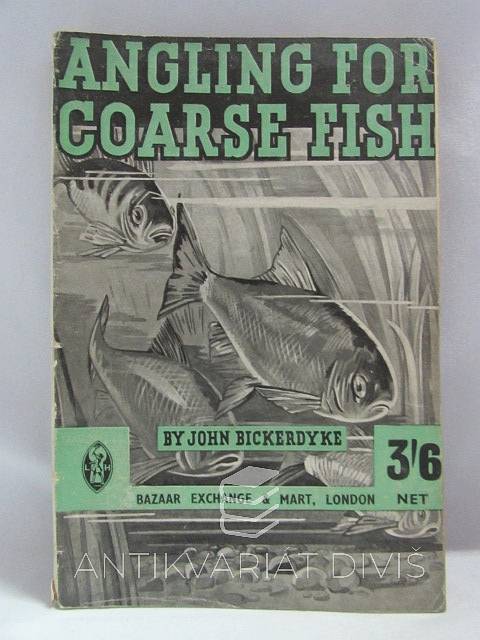 ANGLING FOR
COARSE FISH
BY JOHN BICKERDYKE
3'6
L H
BAZAAR EXCHANGE & MART, LONDON NET
ANTIKVARIÁT DIVIŠ